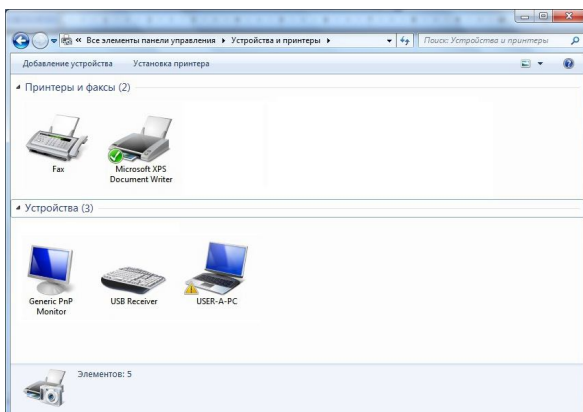 « Все элементы панели управления ▸ Устройства и принтеры ▸ Поиск: Устройства и принтеры
Добавление устройства Установка принтера
Принтеры и факсы (2)
Fax
Microsoft XPS
Document Writer
Устройства (3)
Generic PnP
Monitor
USB Receiver
USER-A-PC
Элементов: 5